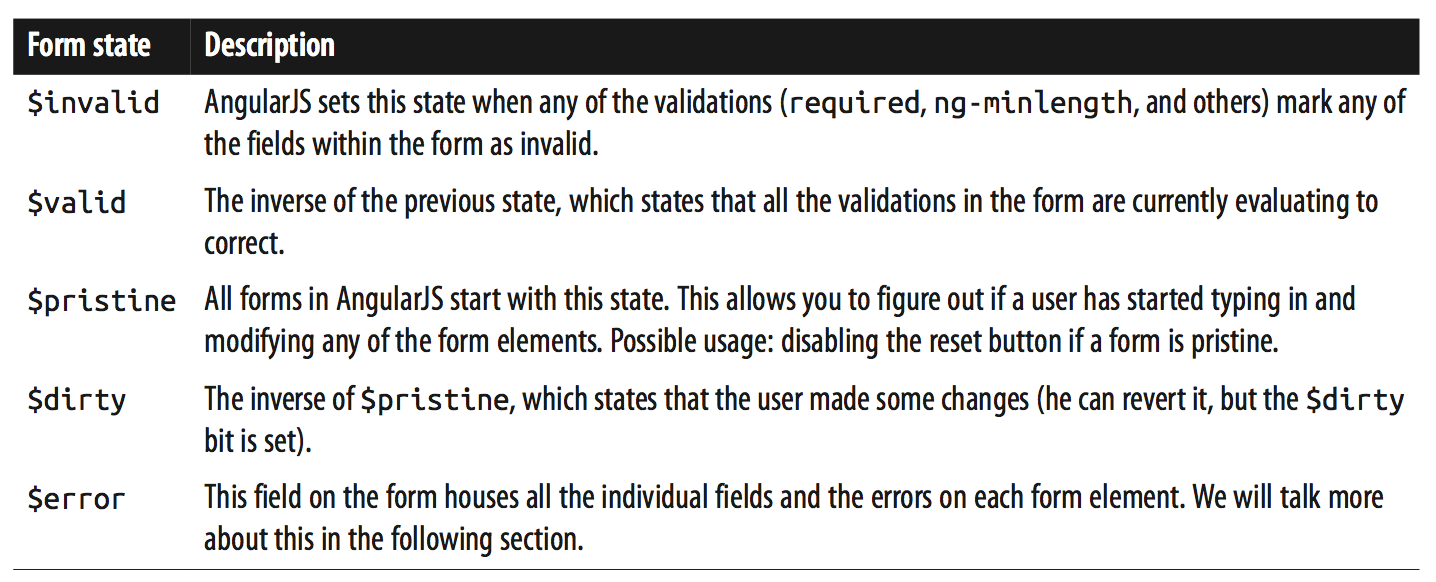 Form state Description
$invalid AngularJS sets this state when any of the validations (required, ng-minlength, and others) mark any of
the fields within the form as invalid.
$valid The inverse of the previous state, which states that all the validations in the form are currently evaluating to
correct.
$pristine All forms in AngularJS start with this state. This allows you to figure out if a user has started typing in and
modifying any of the form elements. Possible usage: disabling the reset button if a form is pristine.
$dirty The inverse of $pristine, which states that the user made some changes (he can revert it, but the $dirty
bit is set).
$error This field on the form houses all the individual fields and the errors on each form element. We will talk more
about this in the following section.